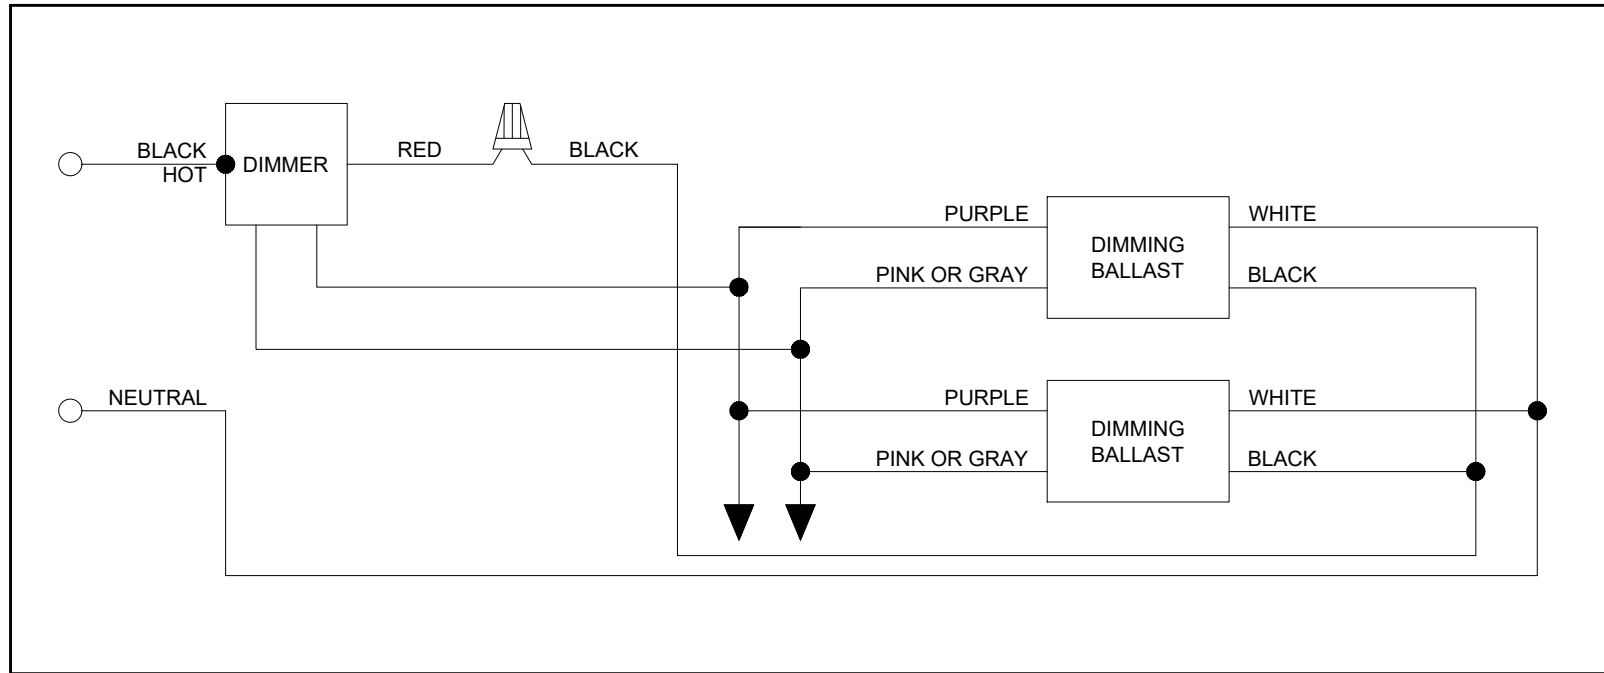 BLACK
HOT
DIMMER
RED
BLACK
PURPLE
WHITE
DIMMING
BALLAST
PINK OR GRAY
BLACK
NEUTRAL
PURPLE
WHITE
DIMMING
BALLAST
PINK OR GRAY
BLACK